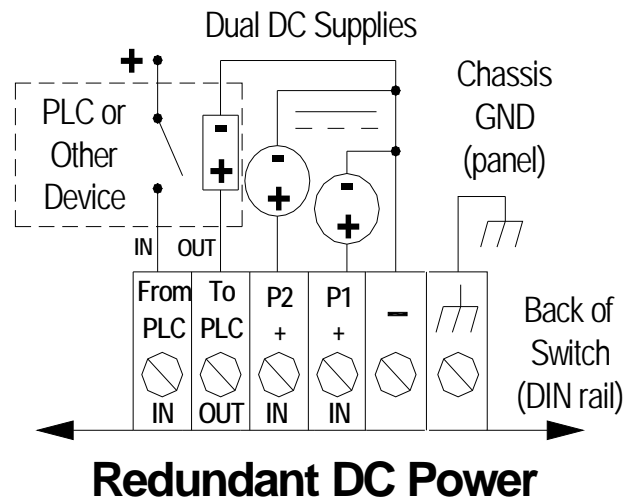 Dual DC Supplies
+
Chassis
GND
(panel)
PLC or
Other
Device
-
+
-
+
-
+
IN OUT
From
PLC
IN
To
PLC
OUT
P2
+
IN
P1
+
IN
-
Back of
Switch
(DIN rail)
Redundant DC Power